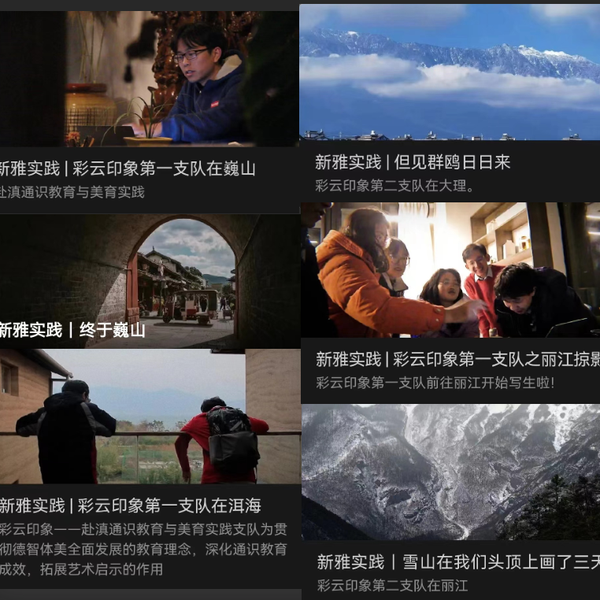 新雅实践 | 彩云印象第一支队在巍山
赴滇通识教育与美育实践
新雅实践 | 终于巍山
新雅实践 | 彩云印象第一支队在洱海
彩云印象——赴滇通识教育与美育实践支队为贯
彻德智体美全面发展的教育理念，深化通识教育
成效，拓展艺术启示的作用
新雅实践 | 但见群鸥日日来
彩云印象第二支队在大理。
新雅实践 | 彩云印象第一支队之丽江掠影
彩云印象第一支队前往丽江开始写生啦!
新雅实践 | 雪山在我们头顶上画了三天
彩云印象第二支队在丽江